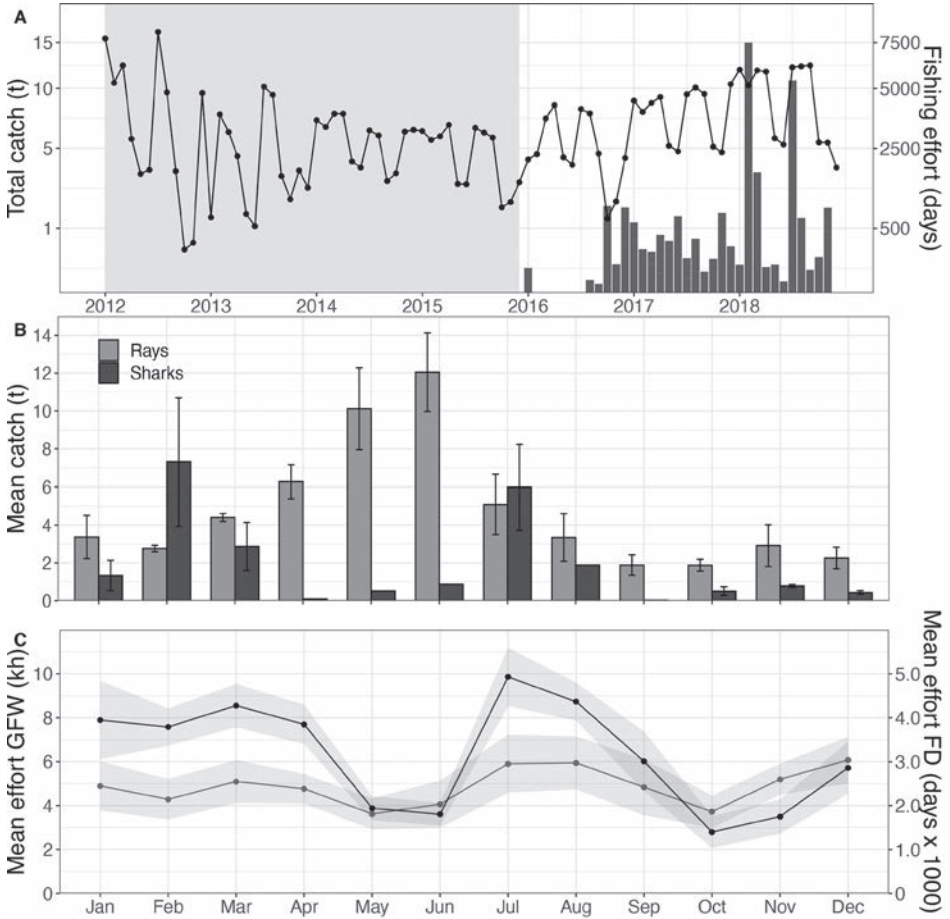 A
Total catch (t)
15
10
5
1
7500
5000
2500
500
Fishing effort (days)
2012 2013 2014 2015 2016 2017 2018
B
Mean catch (t)
14
12
10
8
6
4
2
0
Rays
Sharks
C
Mean effort GFW (kh)
10
8
6
4
2
0
5.0
4.0
3.0
2.0
1.0
0
Mean effort FD (days x 1000)
Jan Feb Mar Apr May Jun Jul Aug Sep Oct Nov Dec